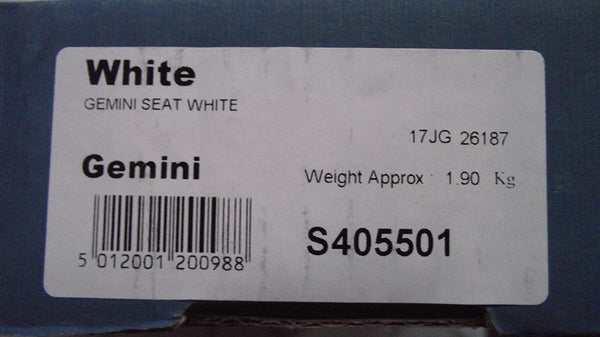 White
GEMINI SEAT WHITE
17JG 26187
Gemini
Weight Approx : 1.90 Kg
S405501
5 012001 200988